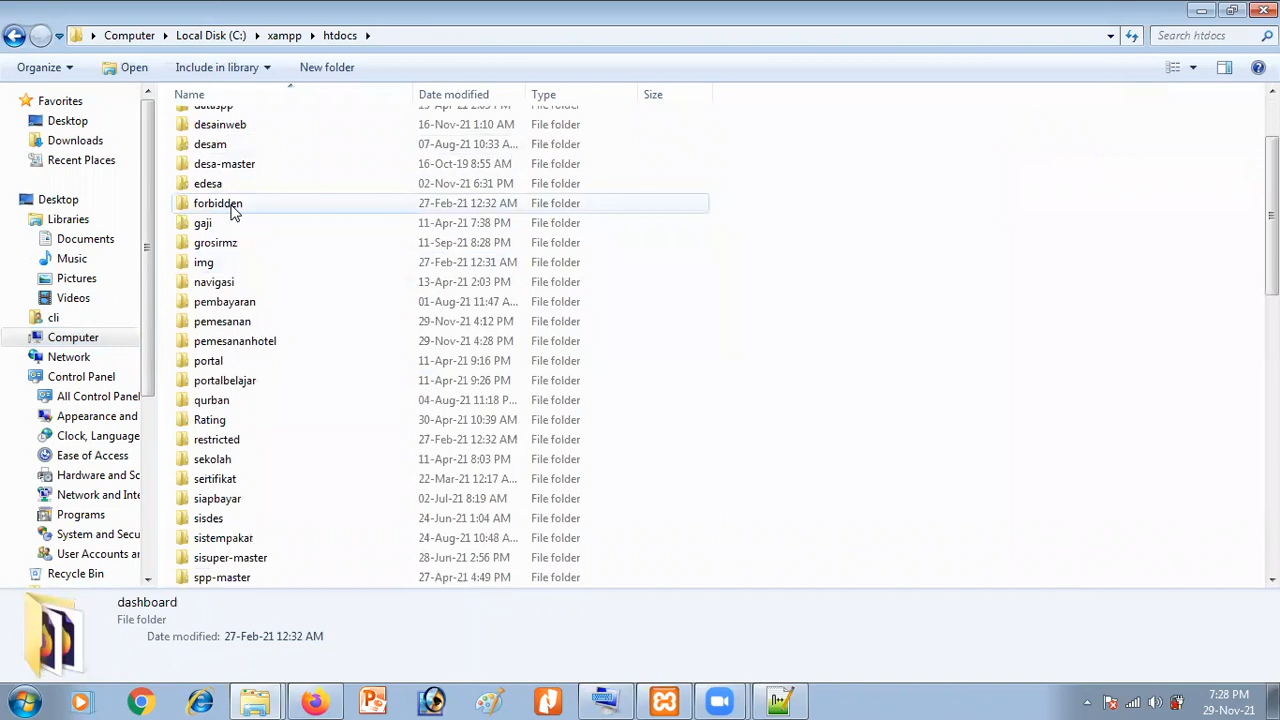 Computer Local Disk (C:) xampp htdocs Search htdocs
Organize Open Include in library New folder
Name Date modified Type Size
Favorites
Desktop
Downloads
Recent Places
Desktop
Libraries
Documents
Music
Pictures
Videos
cli
Computer
Network
Control Panel
All Control Panel
Appearance and
Clock, Language
Ease of Access
Hardware and Sc
Network and Inte
Programs
System and Secu
User Accounts a
Recycle Bin
dataspp 13-Apr-21 2:03 PM File folder
desainweb 16-Nov-21 1:10 AM File folder
desam 07-Aug-21 10:33 A... File folder
desa-master 16-Oct-19 8:55 AM File folder
edesa 02-Nov-21 6:31 PM File folder
forbidden 27-Feb-21 12:32 AM File folder
gaji 11-Apr-21 7:38 PM File folder
grosirmz 11-Sep-21 8:28 PM File folder
img 27-Feb-21 12:31 AM File folder
navigasi 13-Apr-21 2:03 PM File folder
pembayaran 01-Aug-21 11:47 A... File folder
pemesanan 29-Nov-21 4:12 PM File folder
pemesananhotel 29-Nov-21 4:28 PM File folder
portal 11-Apr-21 9:16 PM File folder
portalbelajar 11-Apr-21 9:26 PM File folder
qurban 04-Aug-21 11:18 P... File folder
Rating 30-Apr-21 10:39 AM File folder
restricted 27-Feb-21 12:32 AM File folder
sekolah 11-Apr-21 8:03 PM File folder
sertifikat 22-Mar-21 12:17 A... File folder
siapbayar 02-Jul-21 8:19 AM File folder
sisdes 24-Jun-21 1:04 AM File folder
sistempakar 24-Aug-21 10:48 A... File folder
sisuper-master 28-Jun-21 2:56 PM File folder
spp-master 27-Apr-21 4:49 PM File folder
dashboard
File folder
Date modified: 27-Feb-21 12:32 AM
7:28 PM
29-Nov-21